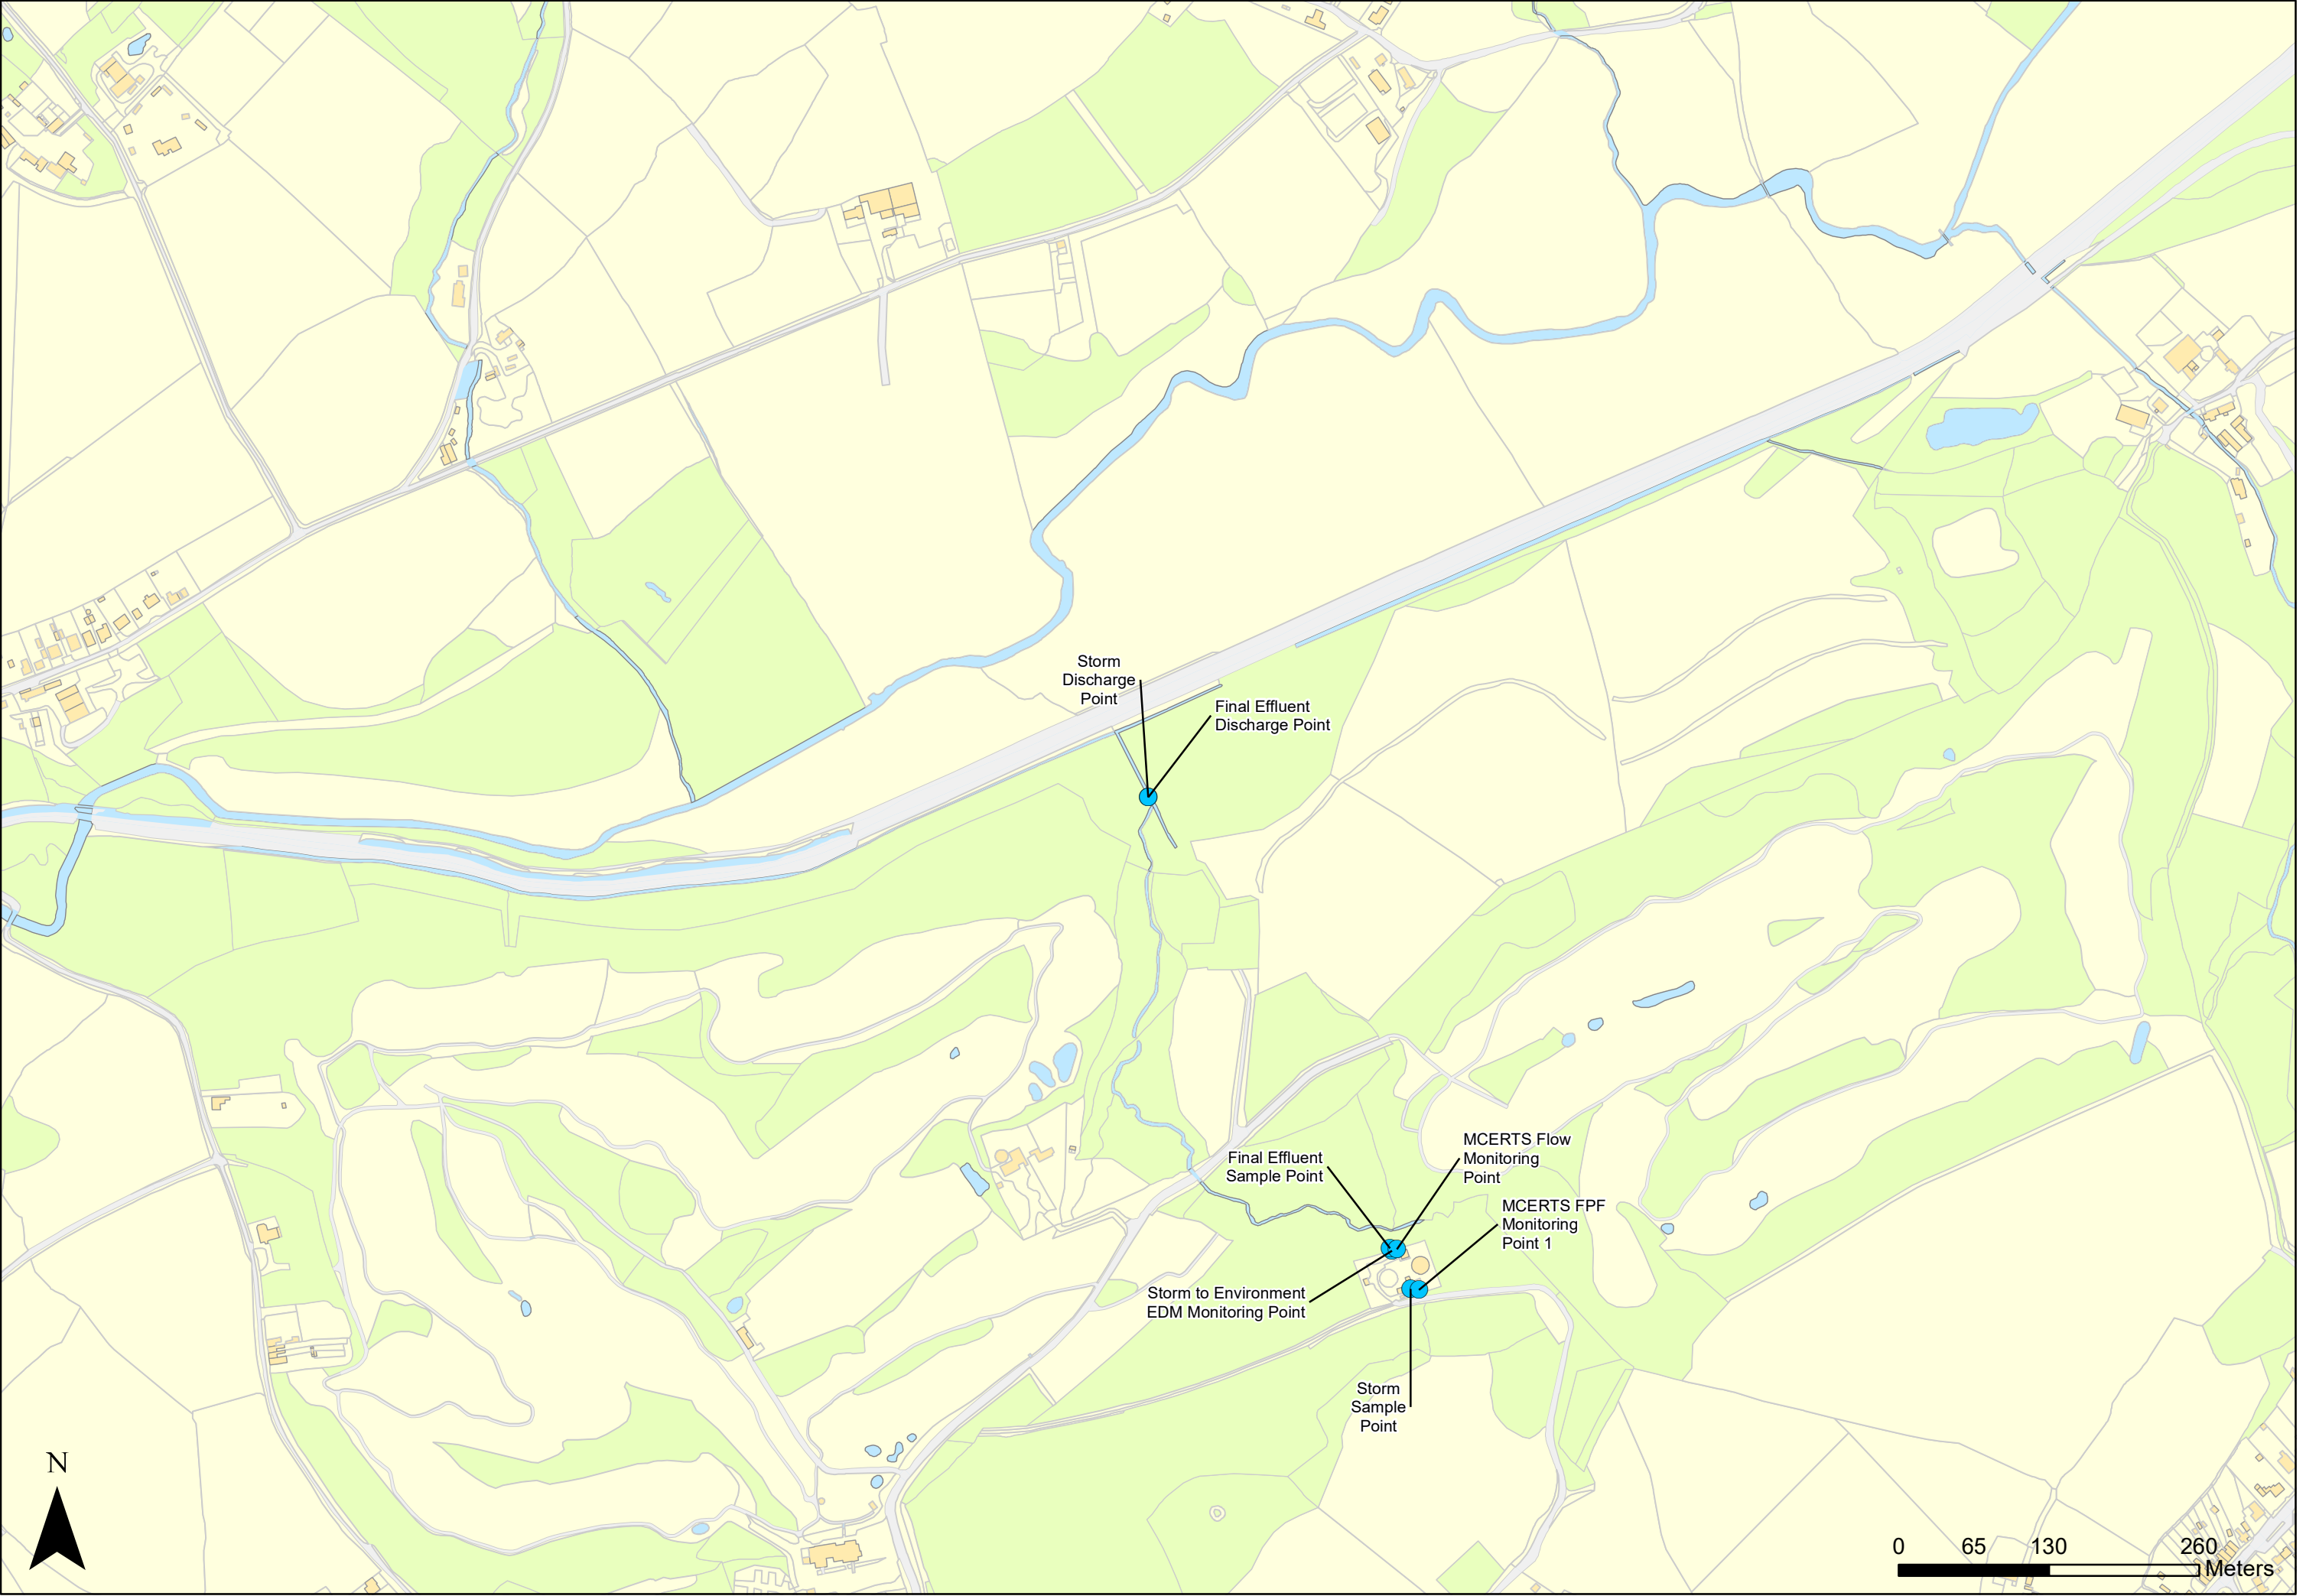 Storm
Discharge
Point
Final Effluent
Discharge Point
MCERTS Flow
Monitoring
Point
Final Effluent
Sample Point
MCERTS FPF
Monitoring
Point 1
Storm to Environment
EDM Monitoring Point
Storm
Sample
Point
N
0 65 130 260
Meters